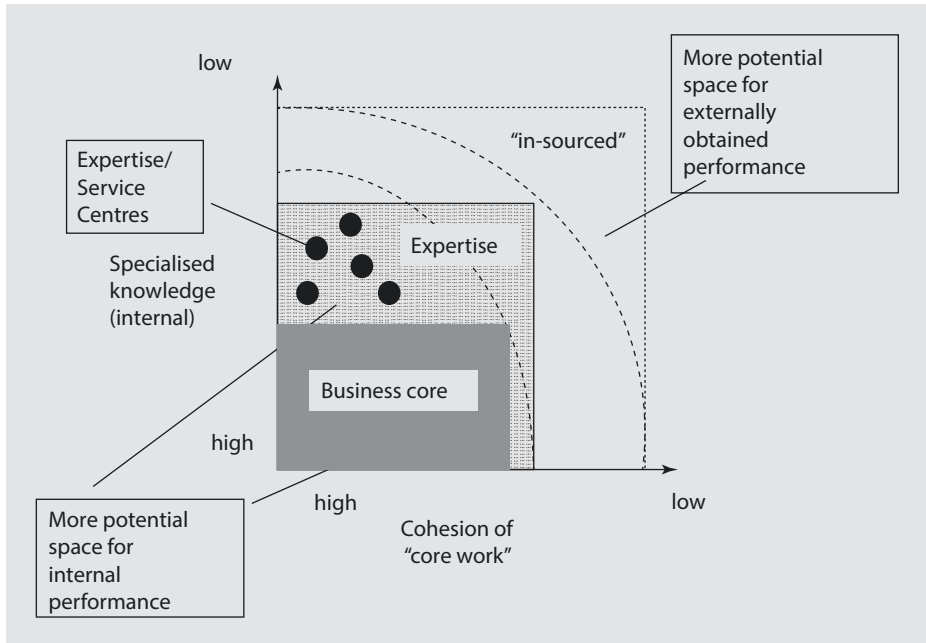 low
More potential
space for
externally
obtained
performance
"in-sourced"
Expertise/
Service
Centres
Expertise
Specialised
knowledge
(internal)
Business core
high
high
low
More potential
space for
internal
performance
Cohesion of
"core work"